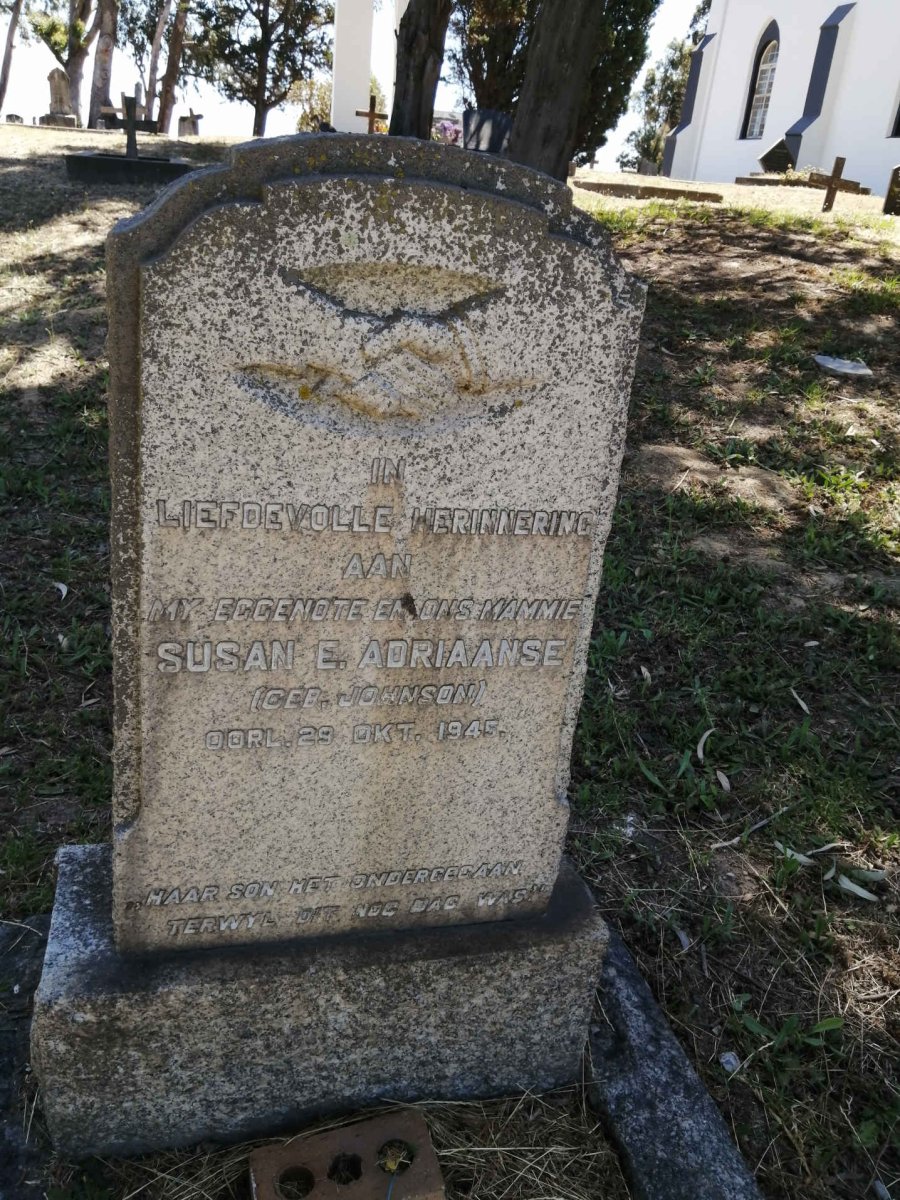 IN
LIEFDEVOLLE HERINNERING
AAN
MY EGGENOTE EN ONS MAMMIE
SUSAN E. ADRIAANSE
(GEB. JOHNSON)
OORL. 29 OKT. 1945.
„HAAR SON HET ONDERGEGAAN,
TERWYL DIT NOG DAG WAS."